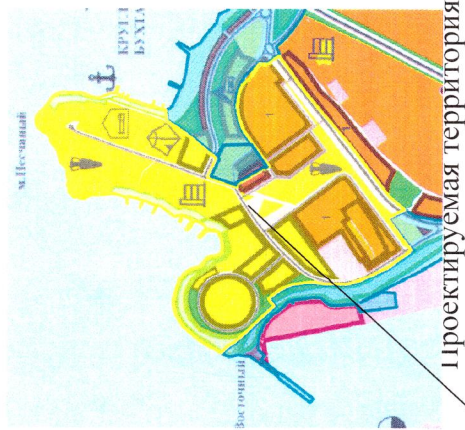 м.Песчаный
КРУГЛ
БУХТА
Восточный
Проектируемая территория